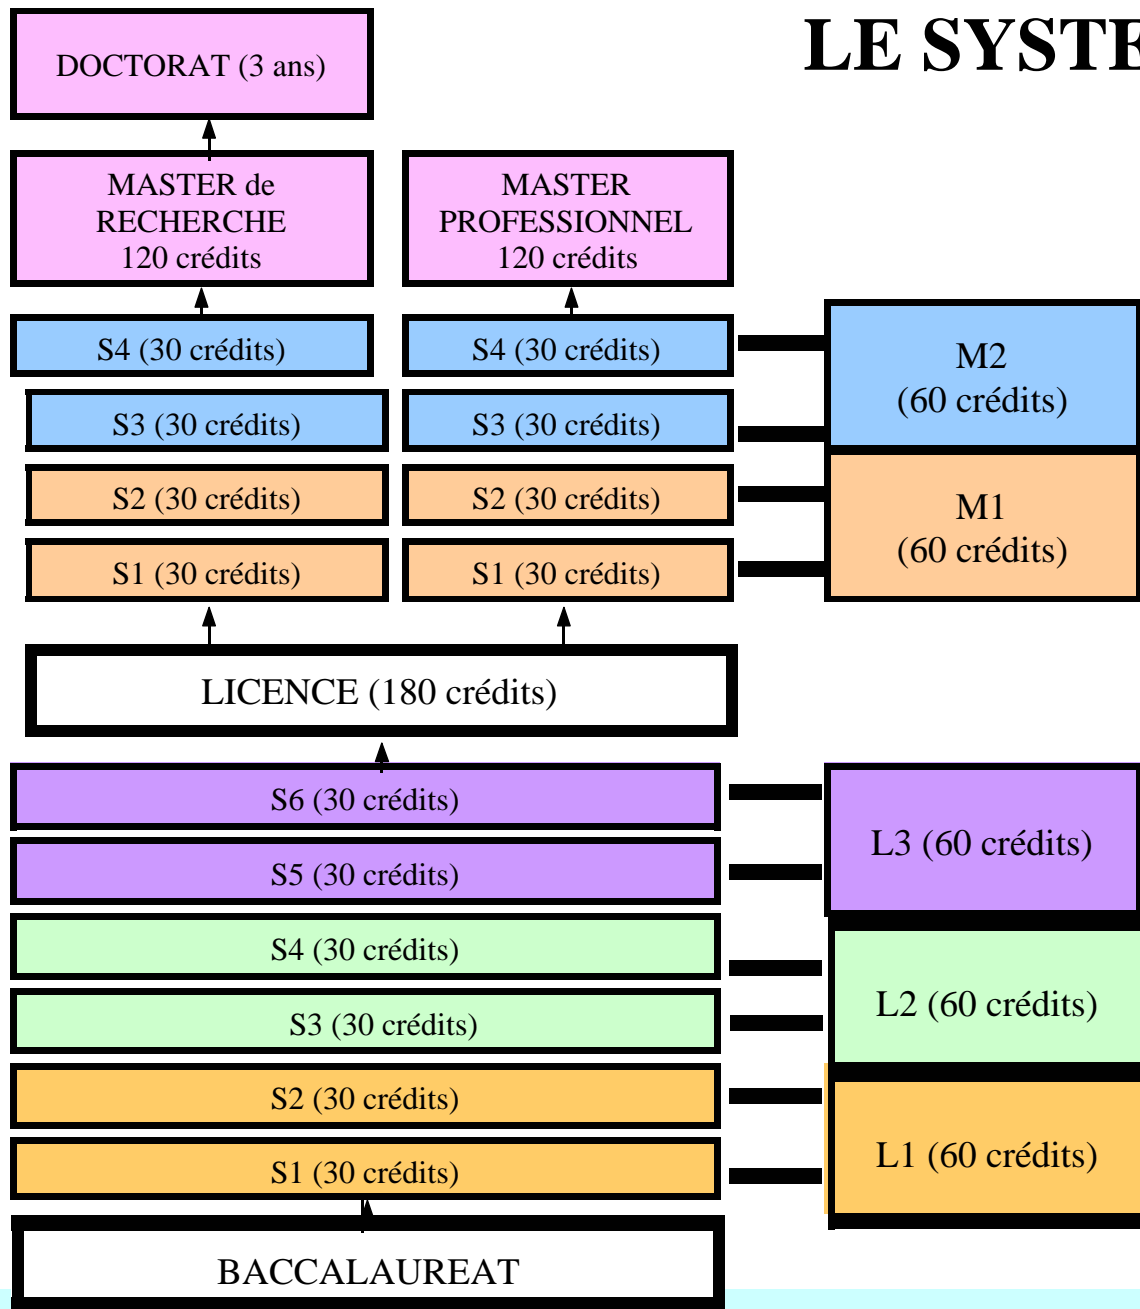 LE SYSTE
DOCTORAT (3 ans)
MASTER de
RECHERCHE
120 crédits
MASTER
PROFESSIONNEL
120 crédits
S4 (30 crédits)
S4 (30 crédits)
M2
(60 crédits)
S3 (30 crédits)
S3 (30 crédits)
S2 (30 crédits)
S2 (30 crédits)
M1
(60 crédits)
S1 (30 crédits)
S1 (30 crédits)
LICENCE (180 crédits)
S6 (30 crédits)
L3 (60 crédits)
S5 (30 crédits)
S4 (30 crédits)
L2 (60 crédits)
S3 (30 crédits)
S2 (30 crédits)
L1 (60 crédits)
S1 (30 crédits)
BACCALAUREAT